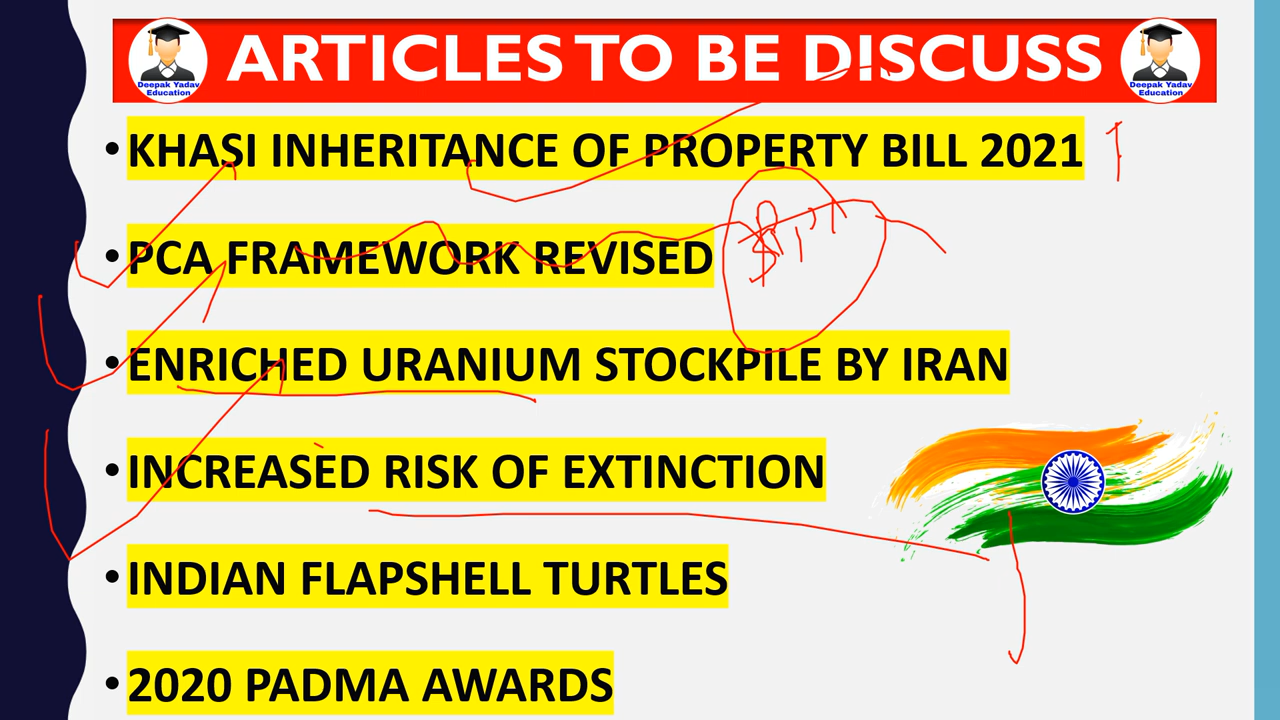 Deepak Yadav
Education
ARTICLES TO BE DISCUSS
Deepak Yadav
Education
• KHASI INHERITANCE OF PROPERTY BILL 2021
• PCA FRAMEWORK REVISED
• ENRICHED URANIUM STOCKPILE BY IRAN
• INCREASED RISK OF EXTINCTION
• INDIAN FLAPSHELL TURTLES
• 2020 PADMA AWARDS